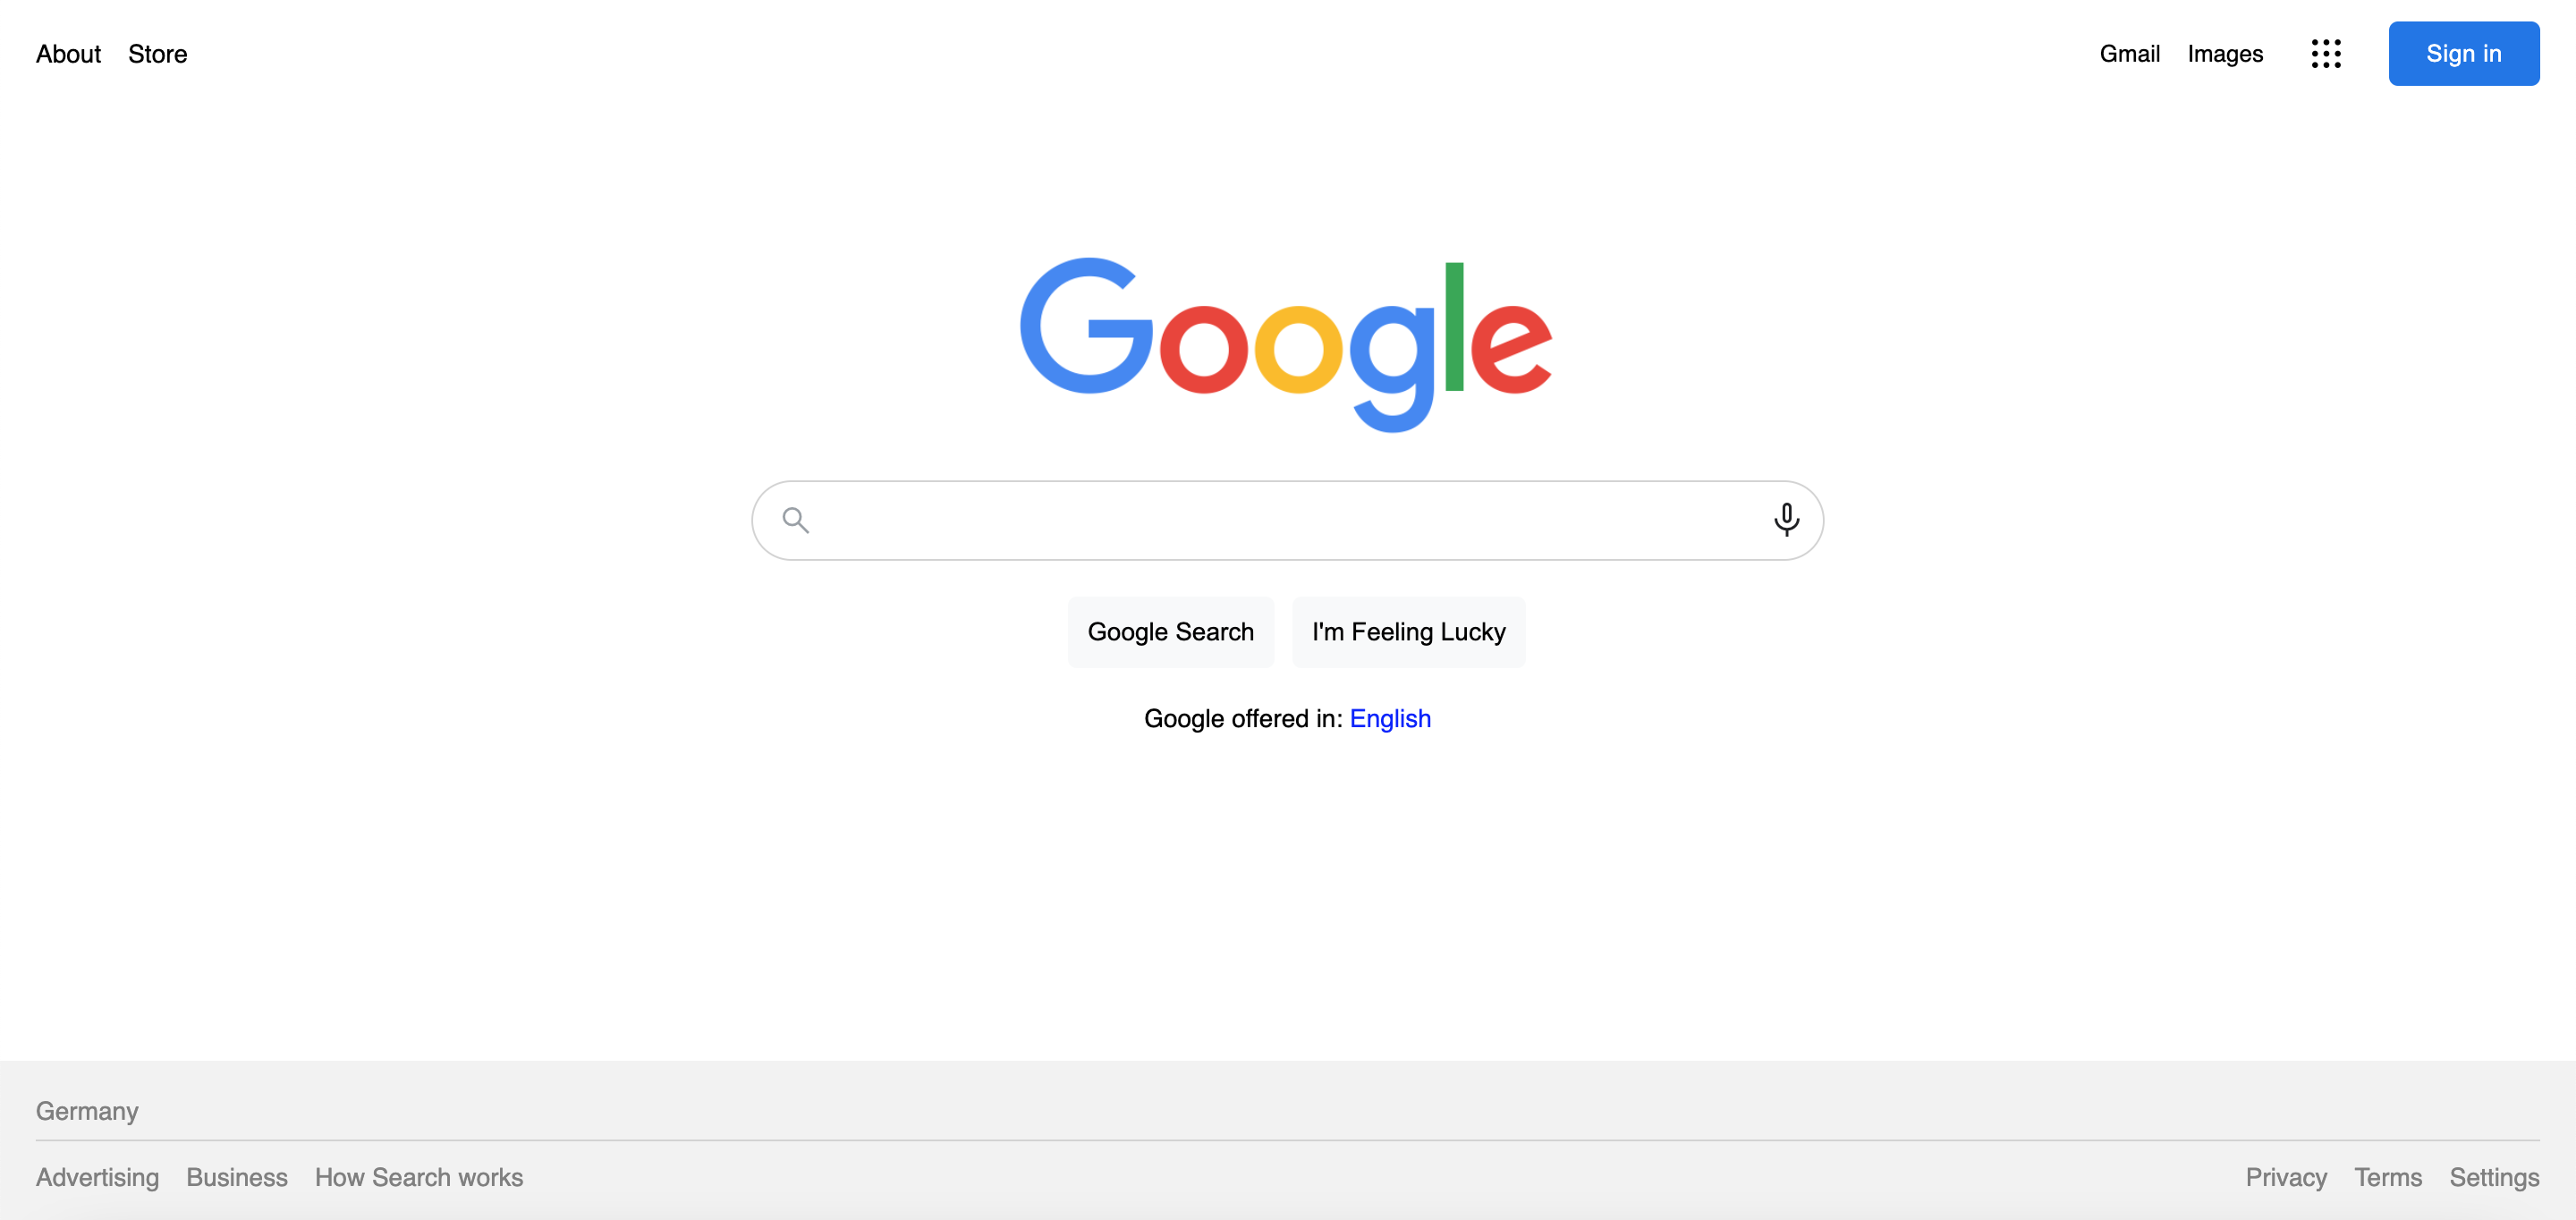 About Store Gmail Images Sign in
Google
Google Search I'm Feeling Lucky
Google offered in: English
Germany
Advertising Business How Search works Privacy Terms Settings